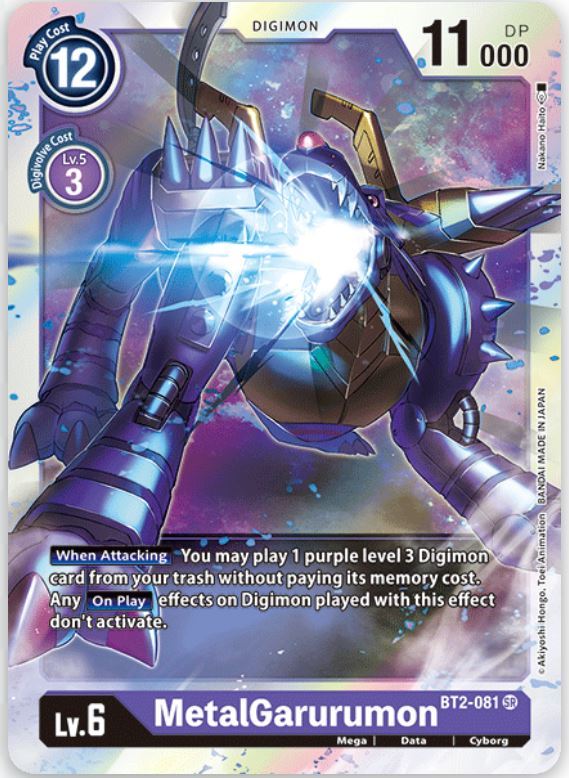 Play Cost
12
DIGIMON
11000
DP
Digivolve Cost
Lv.5
3
Nakano Haito
When Attacking You may play 1 purple level 3 Digimon
card from your trash without paying its memory cost.
Any On Play effects on Digimon played with this effect
don't activate.
©Akiyoshi Hongo, Toei Animation BANDAI MADE IN JAPAN
Lv.6
MetalGarurumon
BT2-081 SR
Mega | Data | Cyborg